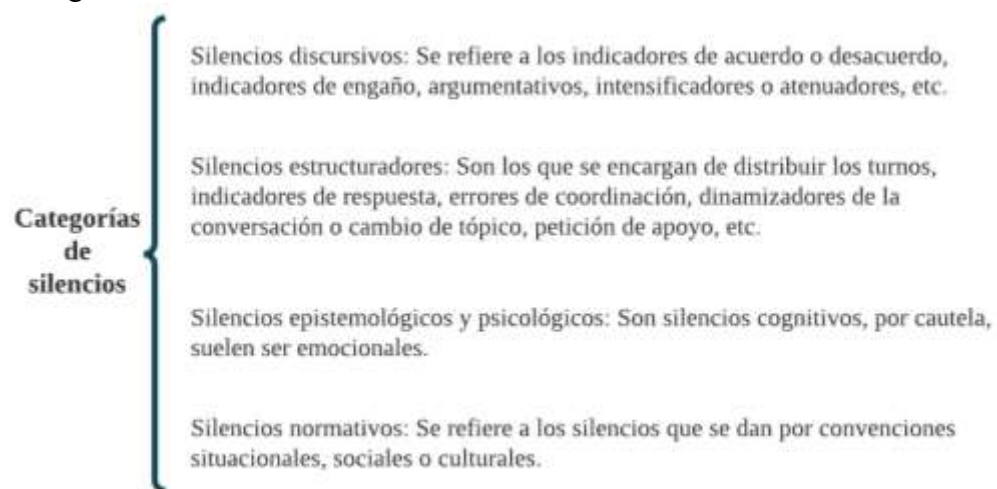 Silencios discursivos: Se refiere a los indicadores de acuerdo o desacuerdo,
indicadores de engaño, argumentativos, intensificadores o atenuadores, etc.
Silencios estructuradores: Son los que se encargan de distribuir los turnos,
indicadores de respuesta, errores de coordinación, dinamizadores de la
conversación o cambio de tópico, petición de apoyo, etc.
Categorías
de
silencios
Silencios epistemológicos y psicológicos: Son silencios cognitivos, por cautela,
suelen ser emocionales.
Silencios normativos: Se refiere a los silencios que se dan por convenciones
situacionales, sociales o culturales.